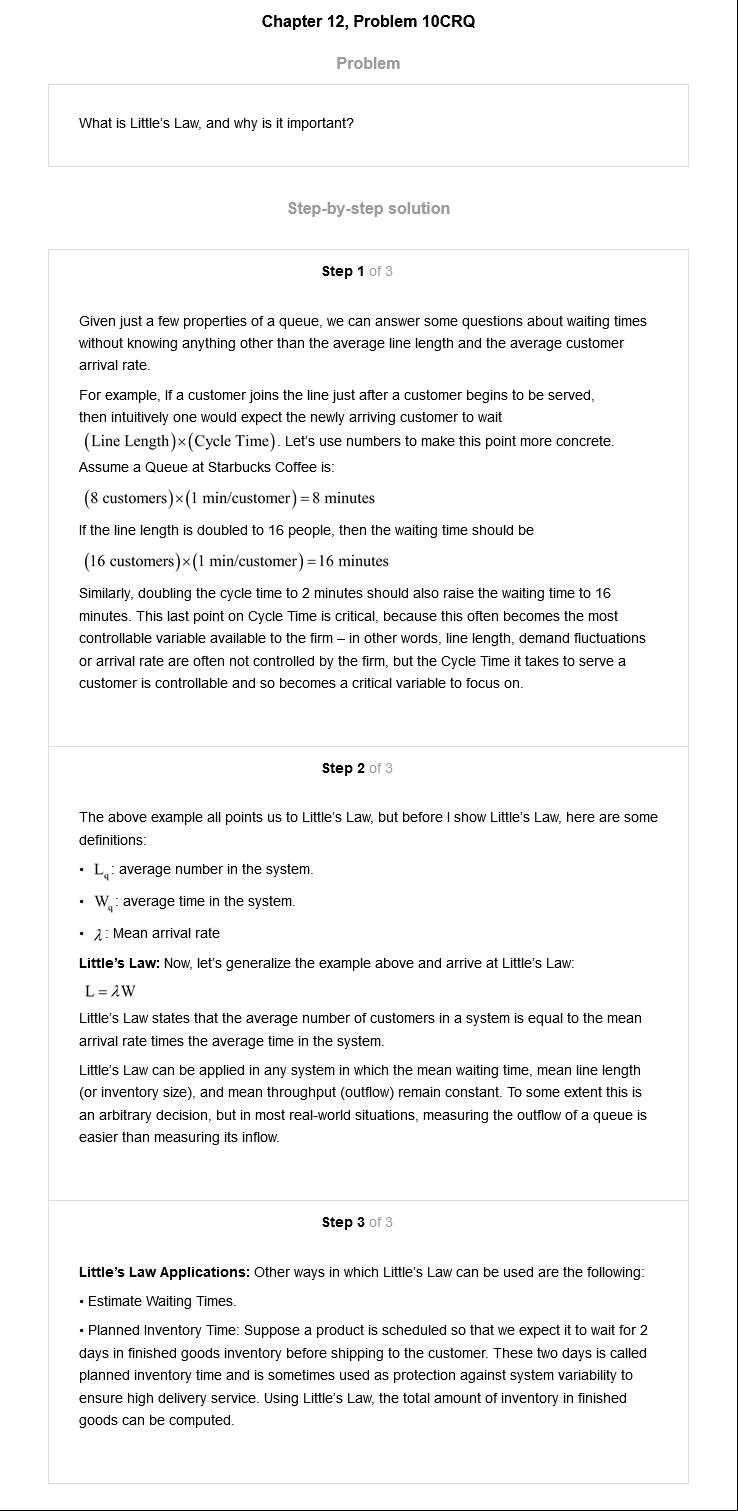 Chapter 12, Problem 10CRQ
Problem
What is Little's Law, and why is it important?
Step-by-step solution
Step 1 of 3
Given just a few properties of a queue, we can answer some questions about waiting times
without knowing anything other than the average line length and the average customer
arrival rate.
For example, If a customer joins the line just after a customer begins to be served,
then intuitively one would expect the newly arriving customer to wait
(Line Length)×(Cycle Time). Let's use numbers to make this point more concrete.
Assume a Queue at Starbucks Coffee is:
(8 customers)×(1 min/customer)=8 minutes
If the line length is doubled to 16 people, then the waiting time should be
(16 customers)×(1 min/customer)=16 minutes
Similarly, doubling the cycle time to 2 minutes should also raise the waiting time to 16
minutes. This last point on Cycle Time is critical, because this often becomes the most
controllable variable available to the firm – in other words, line length, demand fluctuations
or arrival rate are often not controlled by the firm, but the Cycle Time it takes to serve a
customer is controllable and so becomes a critical variable to focus on.
Step 2 of 3
The above example all points us to Little's Law, but before I show Little's Law, here are some
definitions:
• L_q: average number in the system.
• W_q: average time in the system.
• λ: Mean arrival rate
Little's Law: Now, let's generalize the example above and arrive at Little's Law:
L=λW
Little's Law states that the average number of customers in a system is equal to the mean
arrival rate times the average time in the system.
Little's Law can be applied in any system in which the mean waiting time, mean line length
(or inventory size), and mean throughput (outflow) remain constant. To some extent this is
an arbitrary decision, but in most real-world situations, measuring the outflow of a queue is
easier than measuring its inflow.
Step 3 of 3
Little's Law Applications: Other ways in which Little's Law can be used are the following:
• Estimate Waiting Times.
• Planned Inventory Time: Suppose a product is scheduled so that we expect it to wait for 2
days in finished goods inventory before shipping to the customer. These two days is called
planned inventory time and is sometimes used as protection against system variability to
ensure high delivery service. Using Little's Law, the total amount of inventory in finished
goods can be computed.